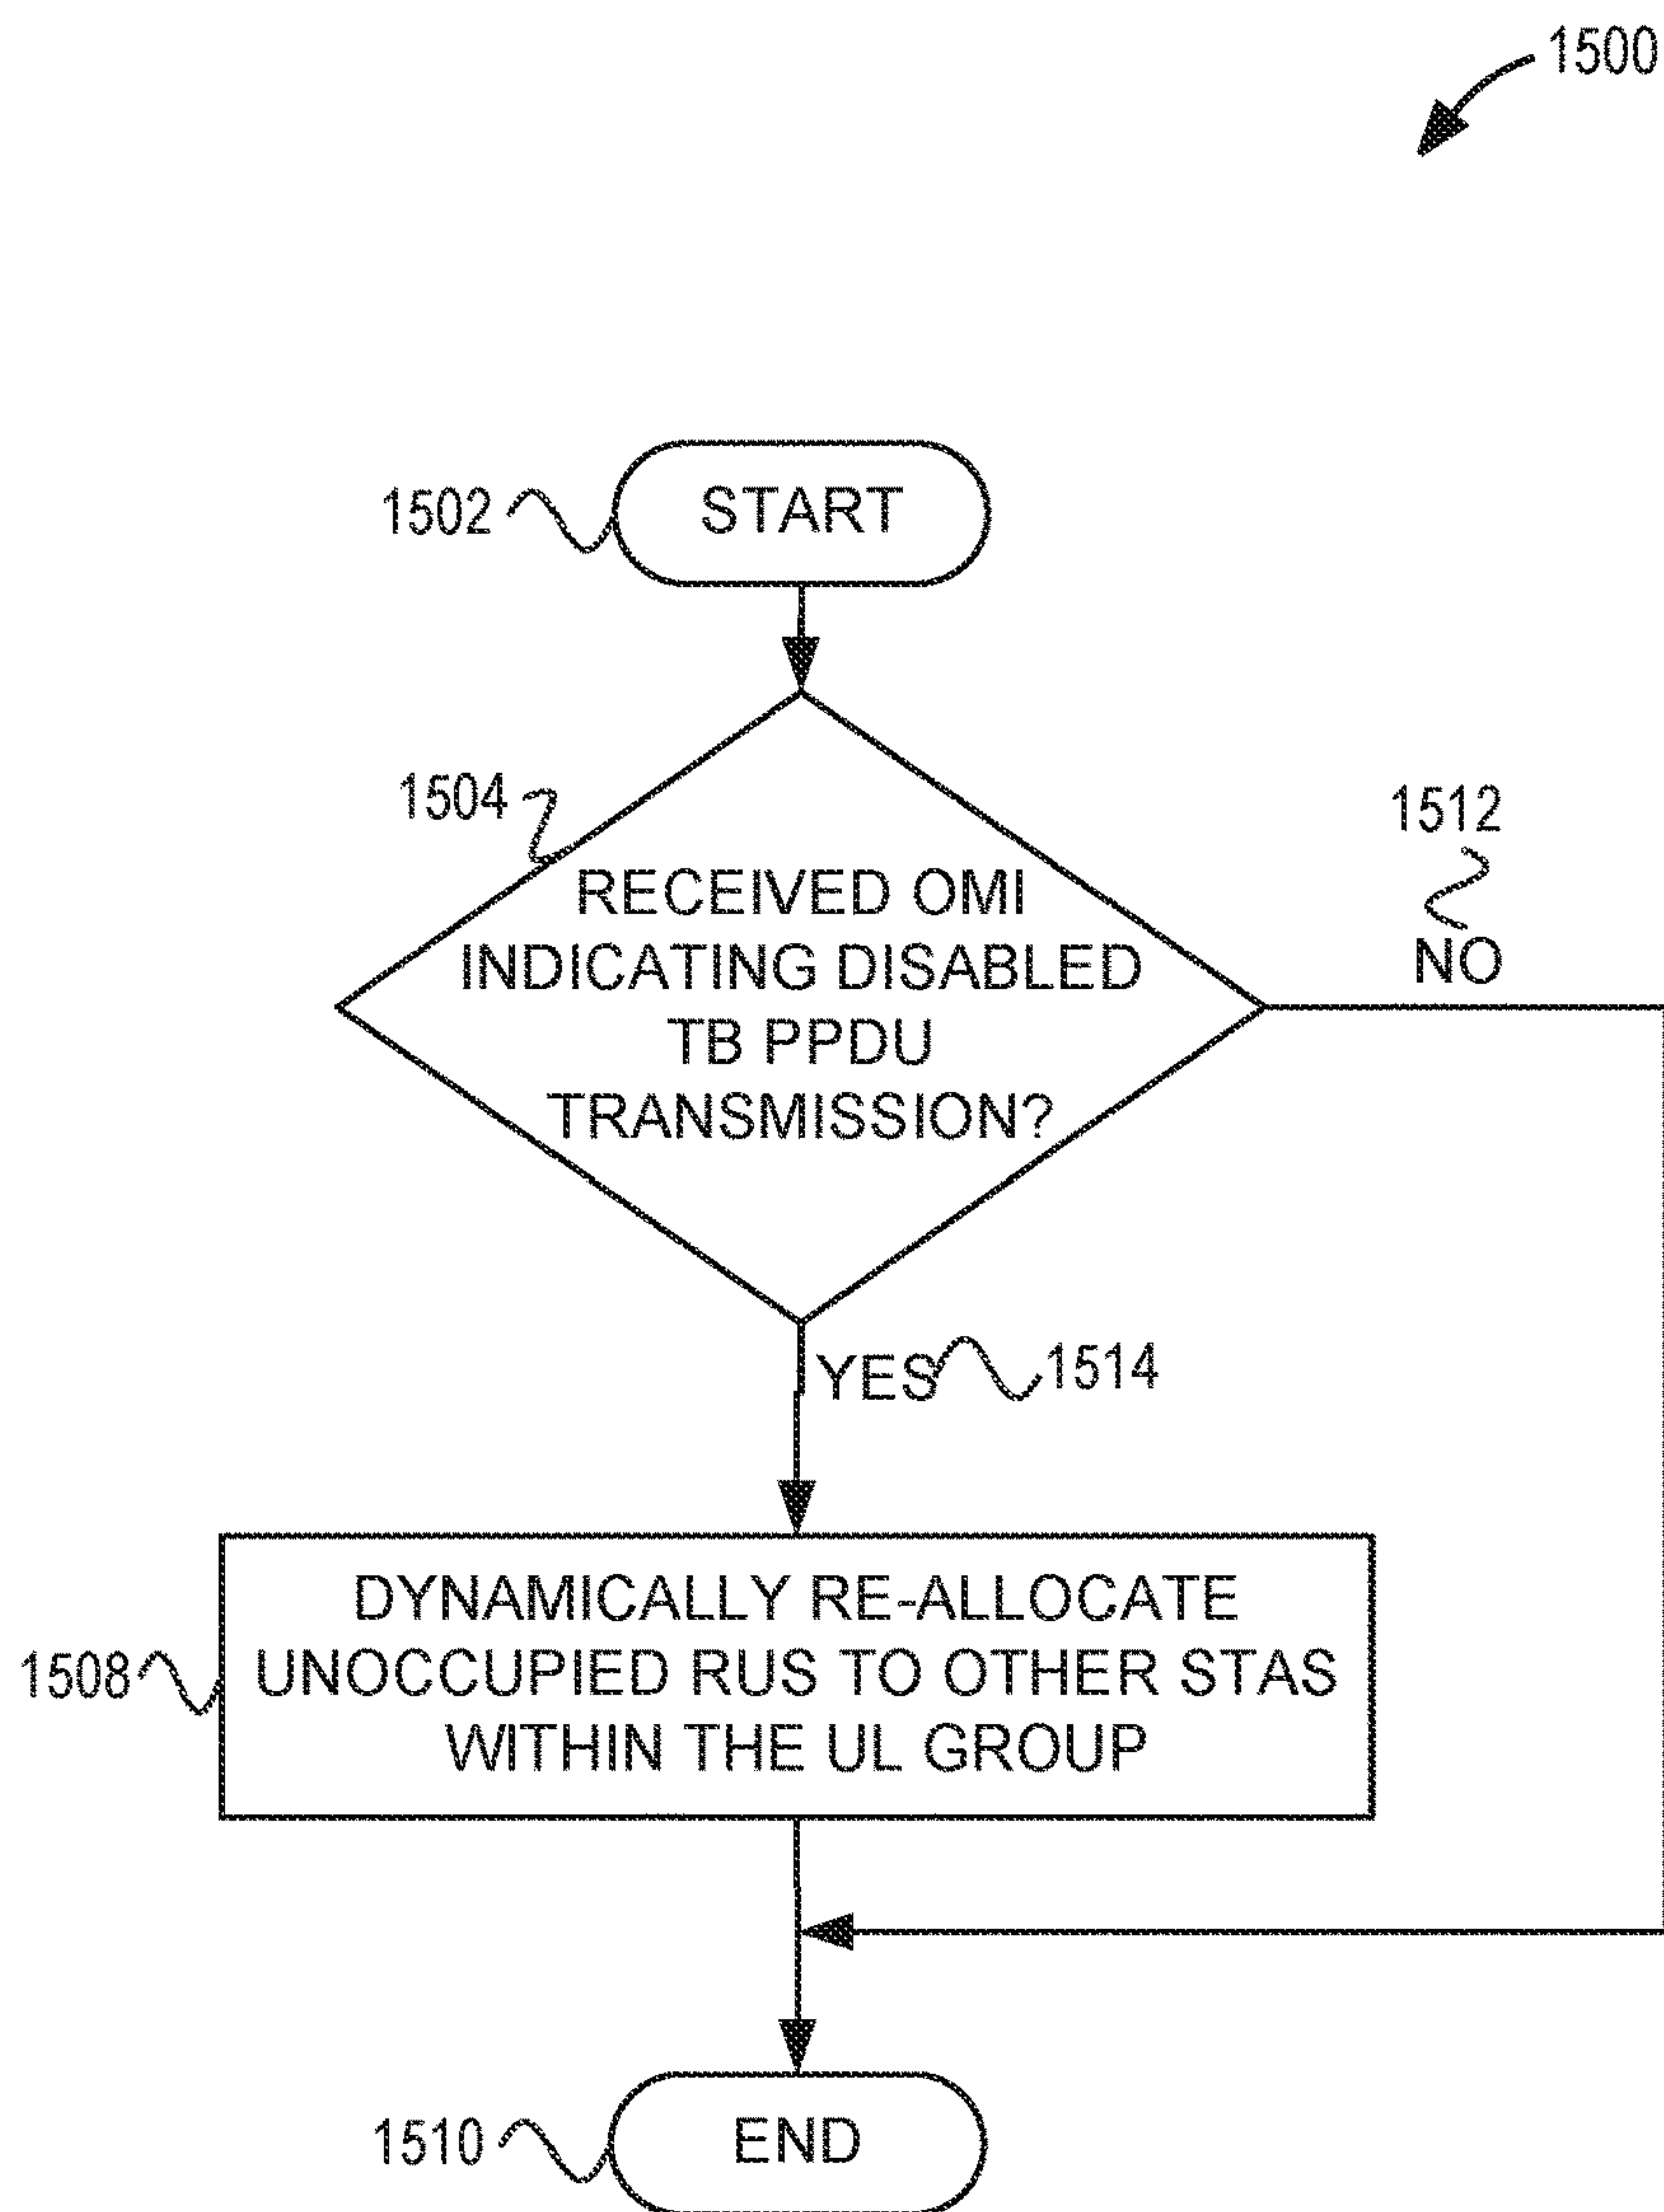 1500
1502
START
1504
RECEIVED OMI
INDICATING DISABLED
TB PPDU
TRANSMISSION?
1512
NO
YES
1514
1508
DYNAMICALLY RE-ALLOCATE
UNOCCUPIED RUS TO OTHER STAS
WITHIN THE UL GROUP
1510
END